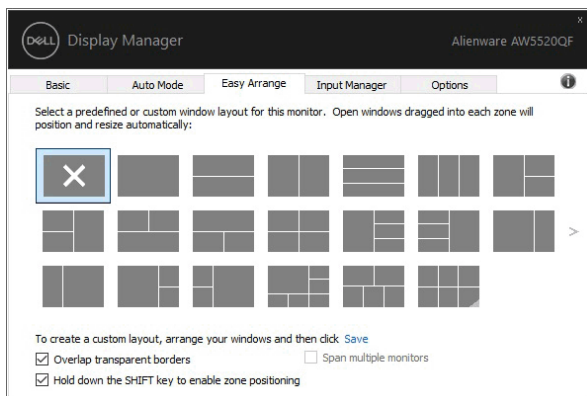 x
DELL Display Manager Alienware AW5520QF
Basic Auto Mode Easy Arrange Input Manager Options
Select a predefined or custom window layout for this monitor. Open windows dragged into each zone will
position and resize automatically:
>
To create a custom layout, arrange your windows and then click Save
Overlap transparent borders Span multiple monitors
Hold down the SHIFT key to enable zone positioning